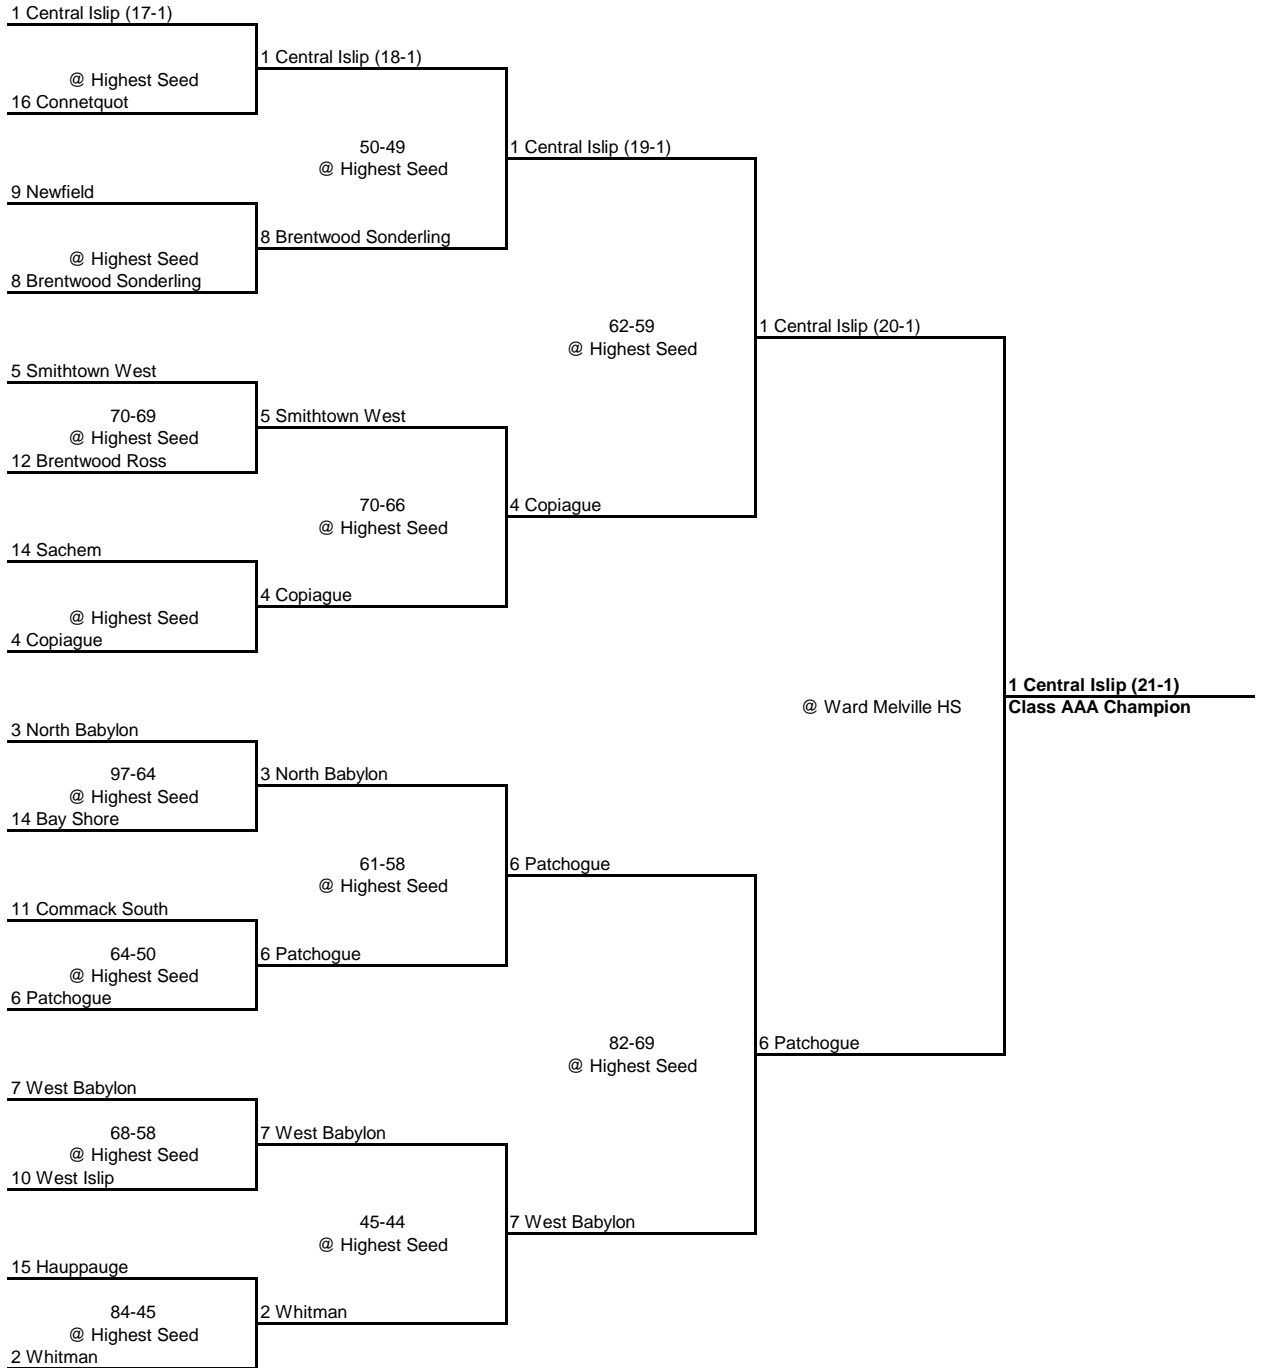 1 Central Islip (17-1)
1 Central Islip (18-1)
@ Highest Seed
16 Connetquot
50-49
1 Central Islip (19-1)
@ Highest Seed
9 Newfield
8 Brentwood Sonderling
@ Highest Seed
8 Brentwood Sonderling
62-59
1 Central Islip (20-1)
@ Highest Seed
5 Smithtown West
70-69
5 Smithtown West
@ Highest Seed
12 Brentwood Ross
70-66
4 Copiague
@ Highest Seed
14 Sachem
4 Copiague
@ Highest Seed
4 Copiague
1 Central Islip (21-1)
@ Ward Melville HS
Class AAA Champion
3 North Babylon
97-64
3 North Babylon
@ Highest Seed
14 Bay Shore
61-58
6 Patchogue
@ Highest Seed
11 Commack South
64-50
6 Patchogue
@ Highest Seed
6 Patchogue
82-69
6 Patchogue
@ Highest Seed
7 West Babylon
68-58
7 West Babylon
@ Highest Seed
10 West Islip
45-44
7 West Babylon
@ Highest Seed
15 Hauppauge
84-45
2 Whitman
@ Highest Seed
2 Whitman